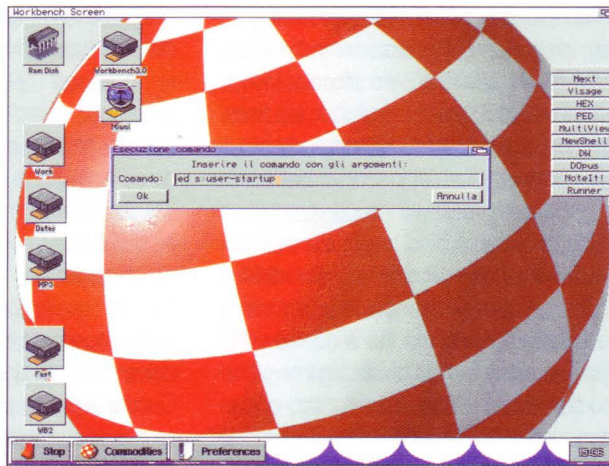 Workbench Screen
Ram Disk
Workbench3.0
Miami
Work
Datas
MP3
Fast
WB2
Esecuzione comando
Inserire il comando con gli argomenti:
Comando: ed s:user-startup
Ok
Annulla
Next
Visage
HEX
PED
MultiView
NewShell
DW
DOpus
NoteIt!
Runner
Stop
Commodities
Preferences